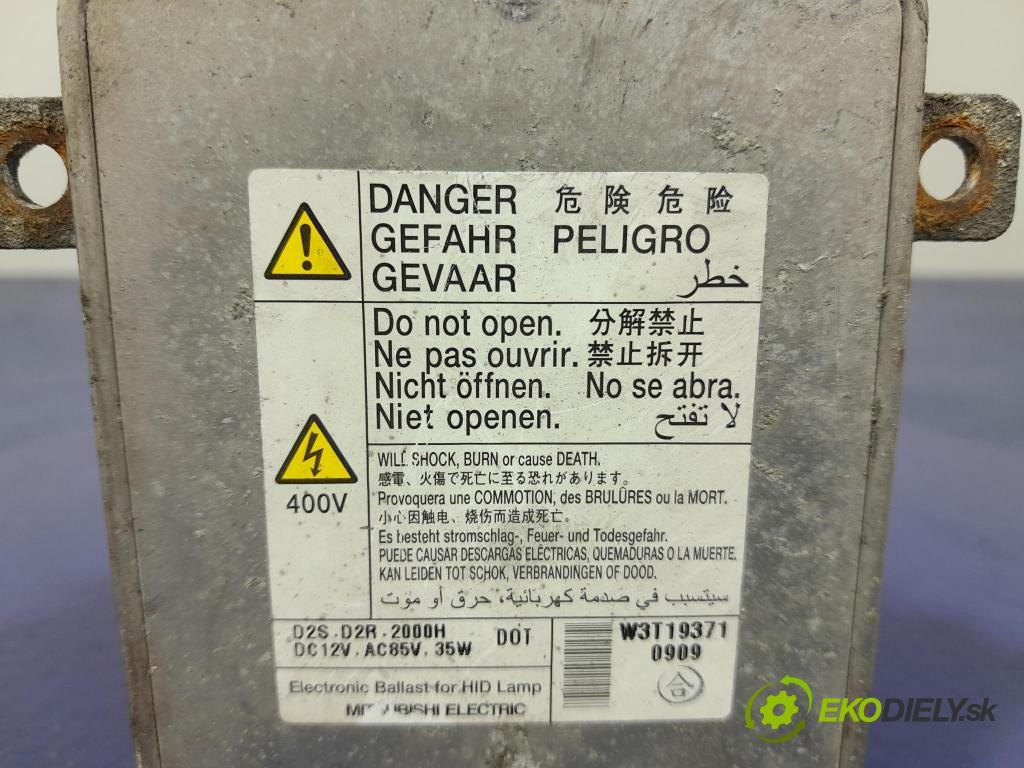 DANGER 危険 危险
GEFAHR PELIGRO
GEVAAR خطر
Do not open. 分解禁止
Ne pas ouvrir. 禁止拆开
Nicht öffnen. No se abra.
Niet openen. لا تفتح
400V
WILL SHOCK, BURN or cause DEATH.
感電、火傷で死亡に至る恐れがあります。
Provoquera une COMMOTION, des BRULÛRES ou la MORT.
小心因触电、烧伤而造成死亡。
Es besteht stromschlag-, Feuer- und Todesgefahr.
PUEDE CAUSAR DESCARGAS ELÉCTRICAS, QUEMADURAS O LA MUERTE.
KAN LEIDEN TOT SCHOK, VERBRANDINGEN OF DOOD.
سيتسبب في صدمة كهربائية، حرق أو موت
D2S.D2R.2000H DOT W3T19371
DC12V.AC85V.35W 0909
合
Electronic Ballast for HID Lamp
MITSUBISHI ELECTRIC
EKODIELY.sk